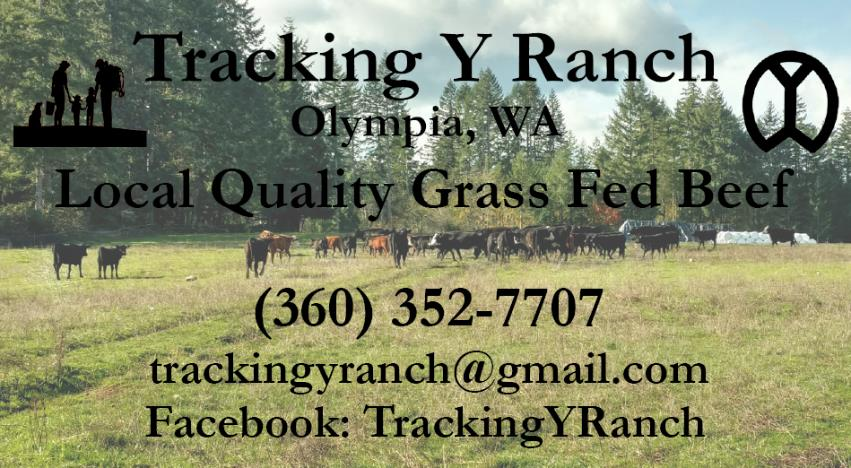 Tracking Y Ranch
Olympia, WA
Local Quality Grass Fed Beef
(360) 352-7707
trackingyranch@gmail.com
Facebook: TrackingYRanch